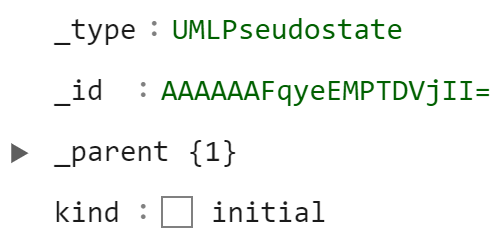 _type : UMLPseudostate
_id : AAAAAAFqyeEMPTDVjII=
_parent {1}
kind : initial